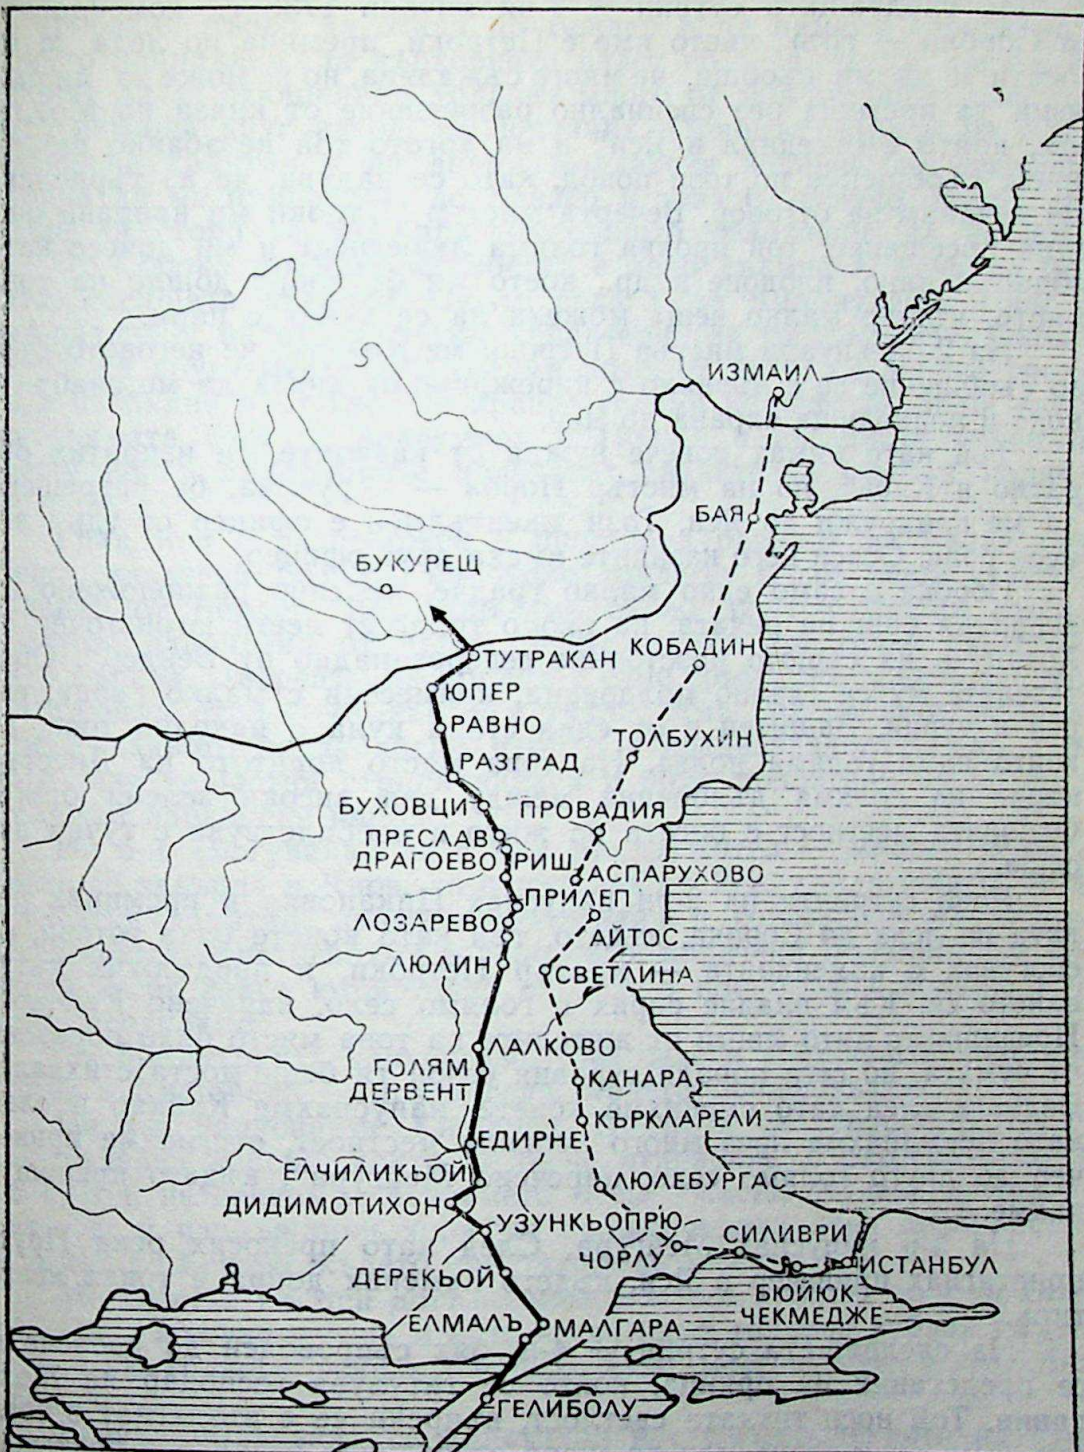 ИЗМАИЛ
БАЯ
БУКУРЕЩ
КОБАДИН
ТУТРАКАН
ЮПЕР
РАВНО
ТОЛБУХИН
РАЗГРАД
БУХОВЦИ
ПРОВАДИЯ
ПРЕСЛАВ
ДРАГОЕВО
РИШ
АСПАРУХОВО
ПРИЛЕП
ЛОЗАРЕВО
АЙТОС
ЛЮЛИН
СВЕТЛИНА
ЛАЛКОВО
ГОЛЯМ
ДЕРВЕНТ
КАНАРА
КЪРКЛАРЕЛИ
ЕДИРНЕ
ЕЛЧИЛИКЬОЙ
ЛЮЛЕБУРГАС
ДИДИМОТИХОН
УЗУНКЬОПРЮ
ЧОРЛУ
СИЛИВРИ
ИСТАНБУЛ
ДЕРЕКЬОЙ
БЮЙЮК
ЧЕКМЕДЖЕ
ЕЛМАЛЪ
МАЛГАРА
ГЕЛИБОЛУ